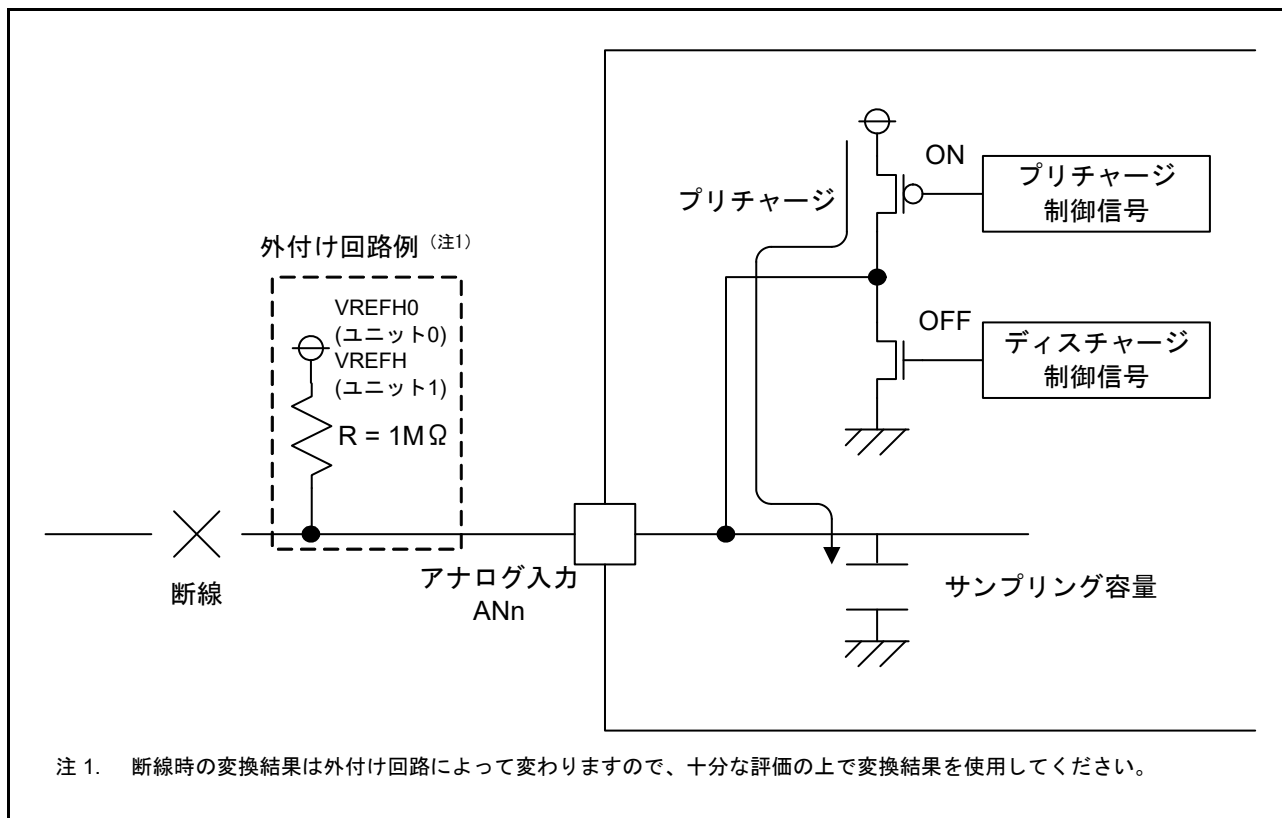 ON
プリチャージ
制御信号
プリチャージ
外付け回路例（注1）
VREFH0
(ユニット0)
VREFH
(ユニット1)
R = 1MΩ
OFF
ディスチャージ
制御信号
断線
アナログ入力
ANn
サンプリング容量
注 1. 断線時の変換結果は外付け回路によって変わりますので、十分な評価の上で変換結果を使用してください。